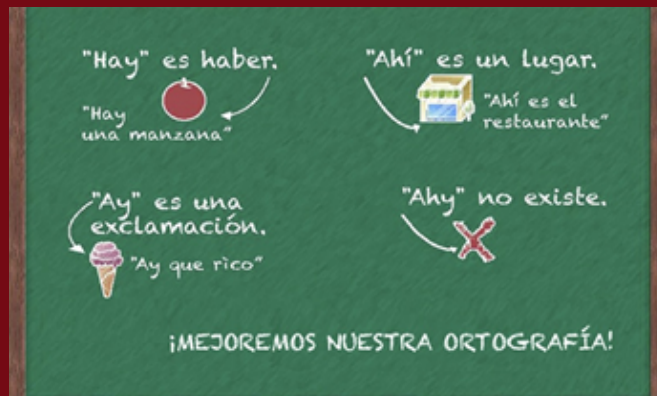 "Hay" es haber.
"Hay
una manzana"
"Ahí" es un lugar.
"Ahí es el
restaurante"
"Ay" es una
exclamación.
"Ay que rico"
"Ahy" no existe.
¡MEJOREMOS NUESTRA ORTOGRAFÍA!